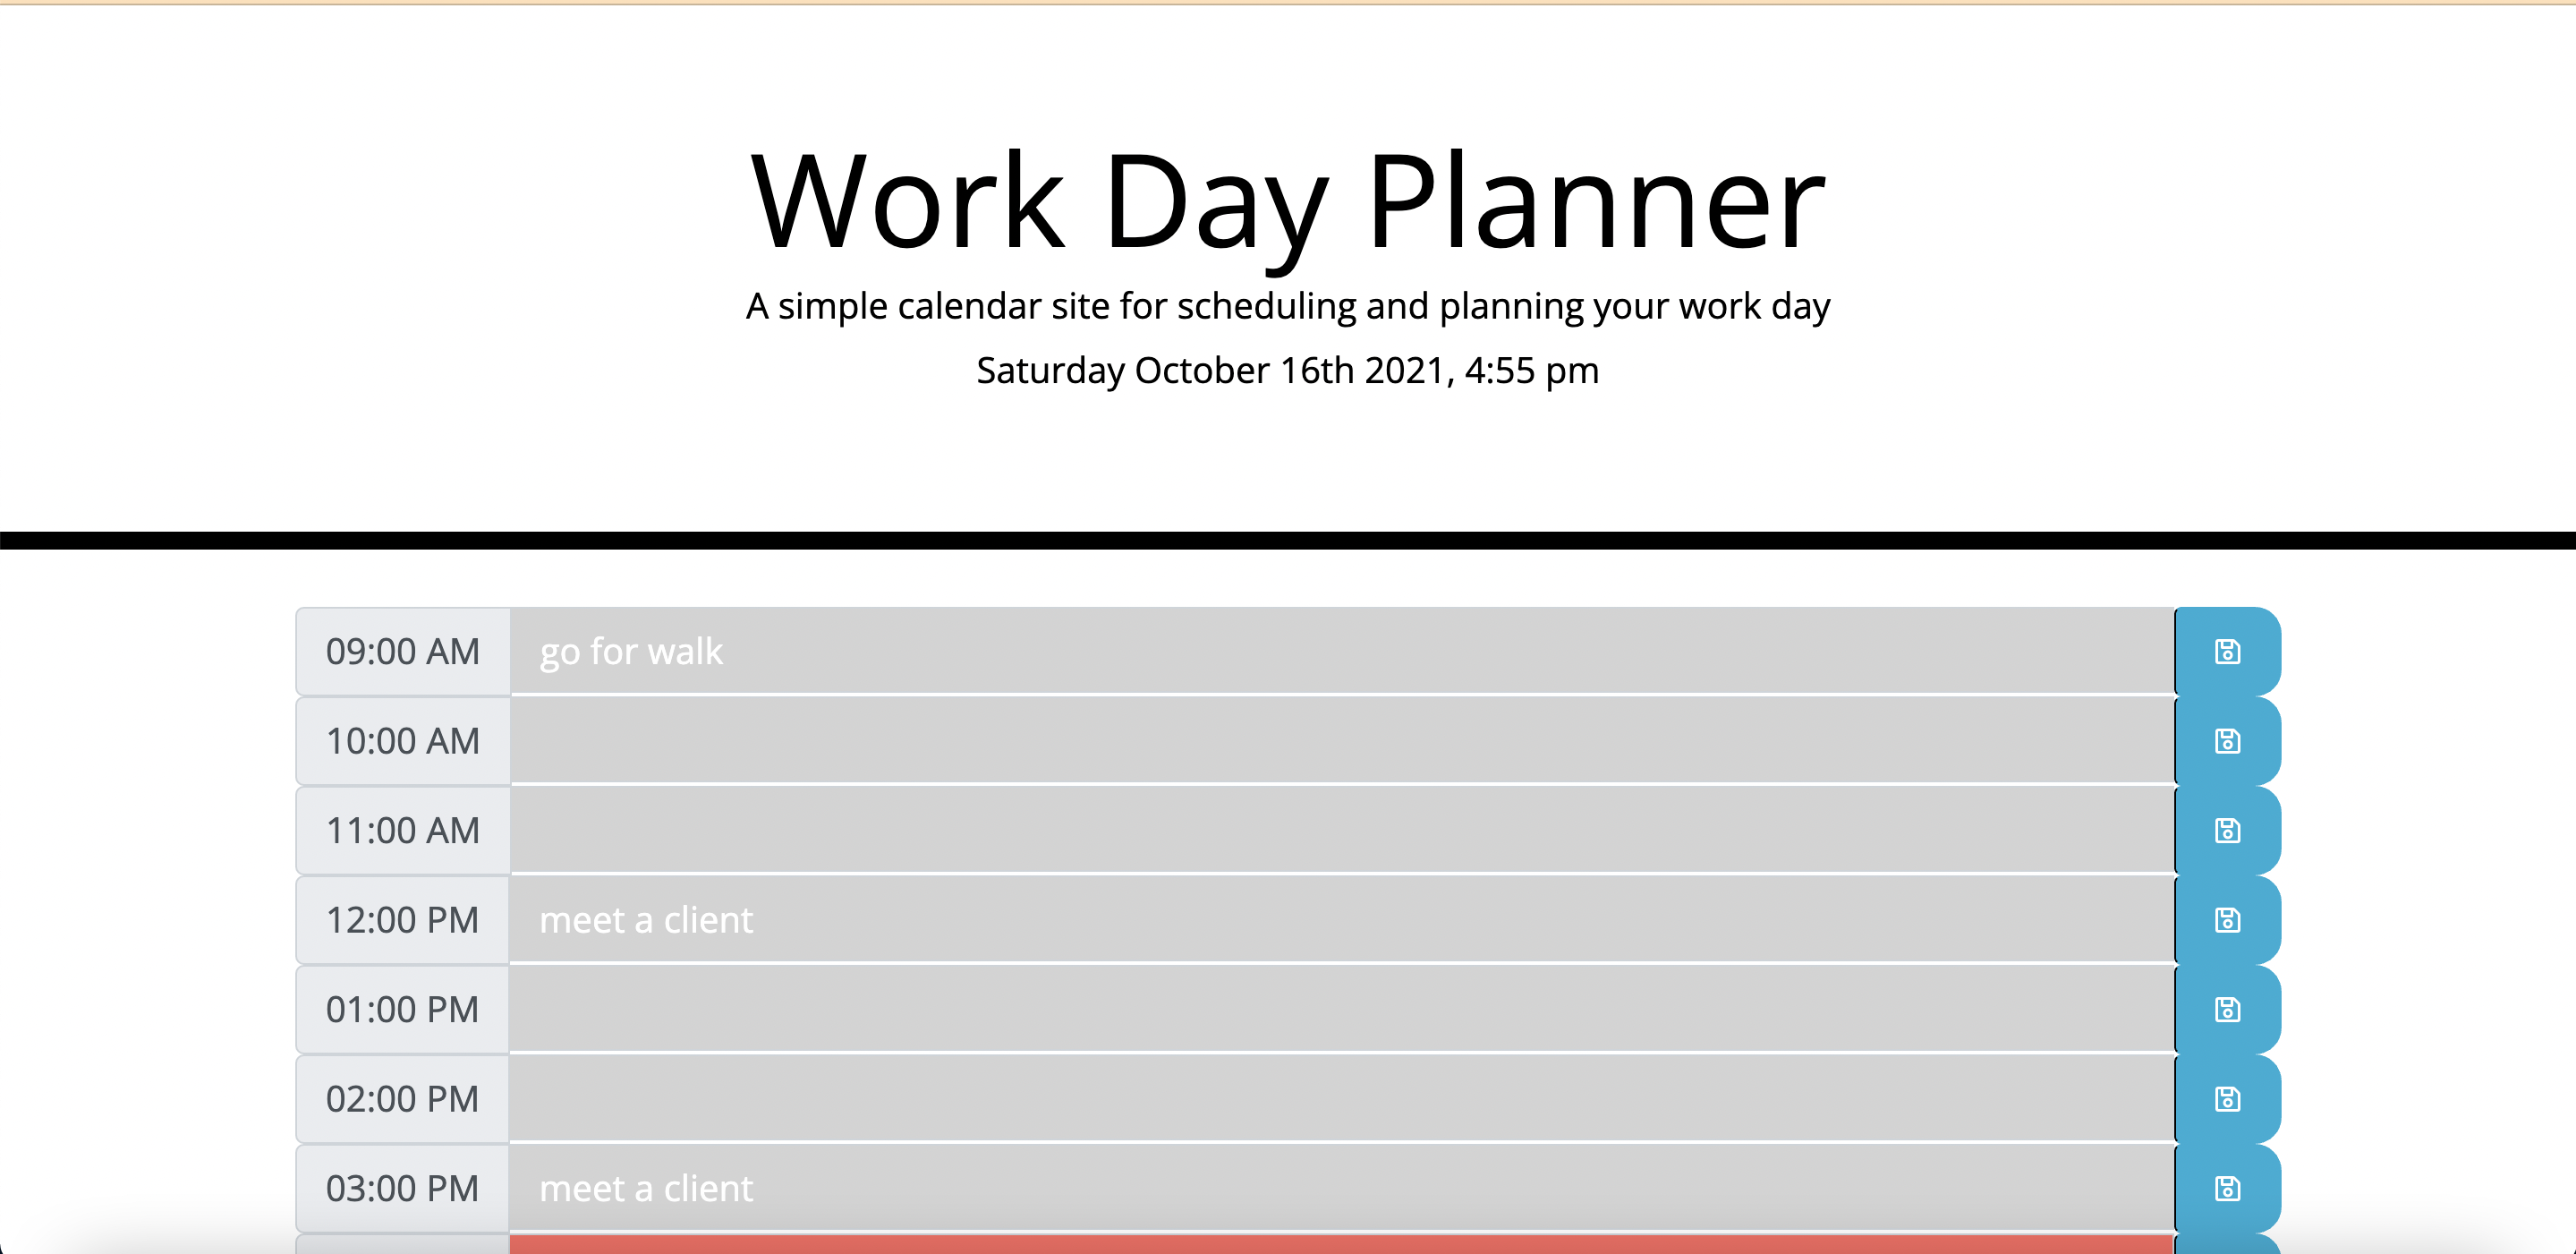 Work Day Planner
A simple calendar site for scheduling and planning your work day
Saturday October 16th 2021, 4:55 pm
09:00 AM go for walk
10:00 AM
11:00 AM
12:00 PM meet a client
01:00 PM
02:00 PM
03:00 PM meet a client